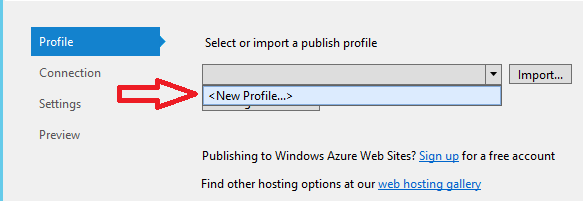 Profile
Connection
Settings
Preview
Select or import a publish profile
Import...
<New Profile...>
Publishing to Windows Azure Web Sites? Sign up for a free account
Find other hosting options at our web hosting gallery